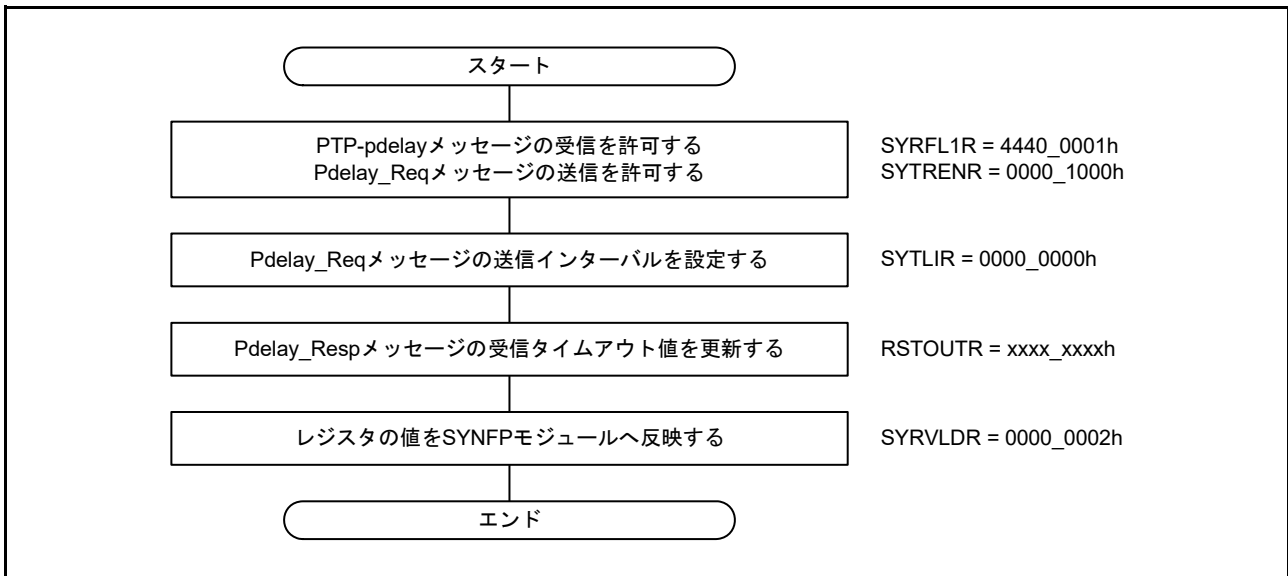 スタート
PTP-pdelayメッセージの受信を許可する
Pdelay_Reqメッセージの送信を許可する
SYRFL1R = 4440_0001h
SYTRENR = 0000_1000h
Pdelay_Reqメッセージの送信インターバルを設定する
SYTLIR = 0000_0000h
Pdelay_Respメッセージの受信タイムアウト値を更新する
RSTOUTR = xxxx_xxxxh
レジスタの値をSYNFPモジュールへ反映する
SYRVLDR = 0000_0002h
エンド